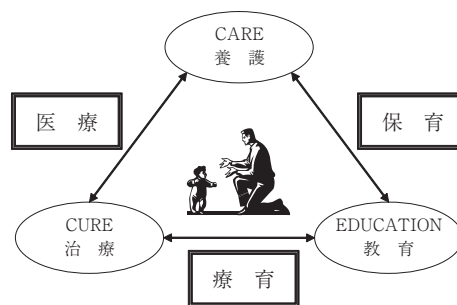 CARE
養 護
医 療
保 育
CURE
治 療
EDUCATION
教 育
療 育